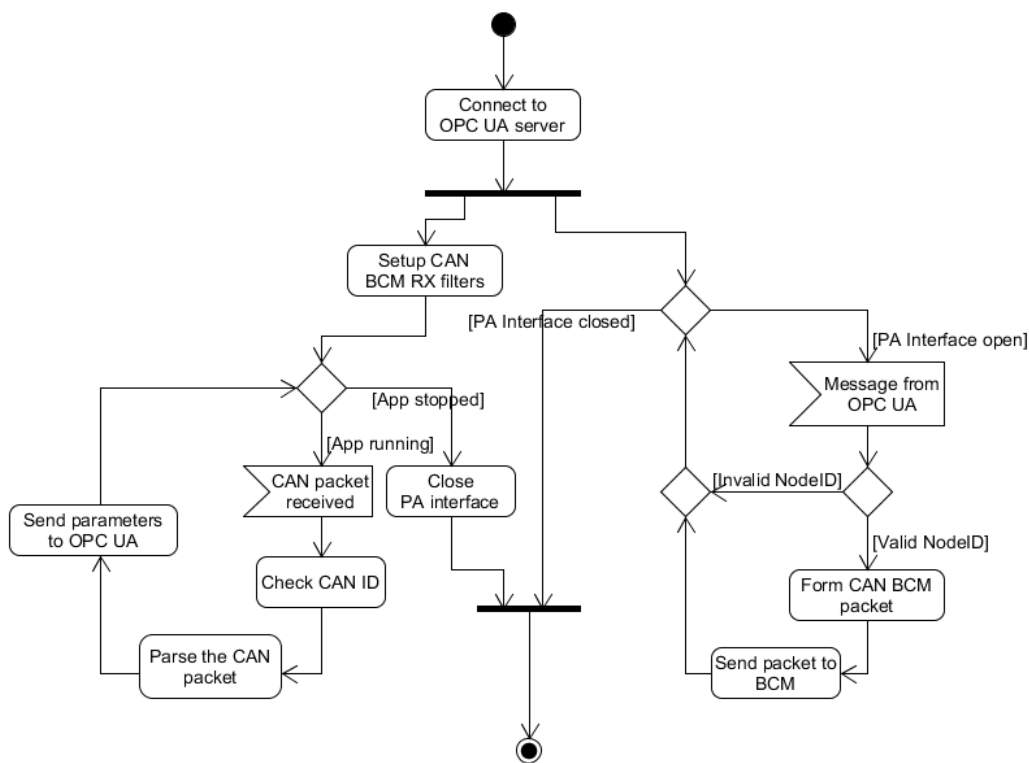 Connect to
OPC UA server
Setup CAN
BCM RX filters
[PA Interface closed]
[PA Interface open]
Message from
OPC UA
[App stopped]
[App running]
CAN packet
received
Close
PA interface
[Invalid NodeID]
Send parameters
to OPC UA
[Valid NodeID]
Check CAN ID
Form CAN BCM
packet
Parse the CAN
packet
Send packet to
BCM